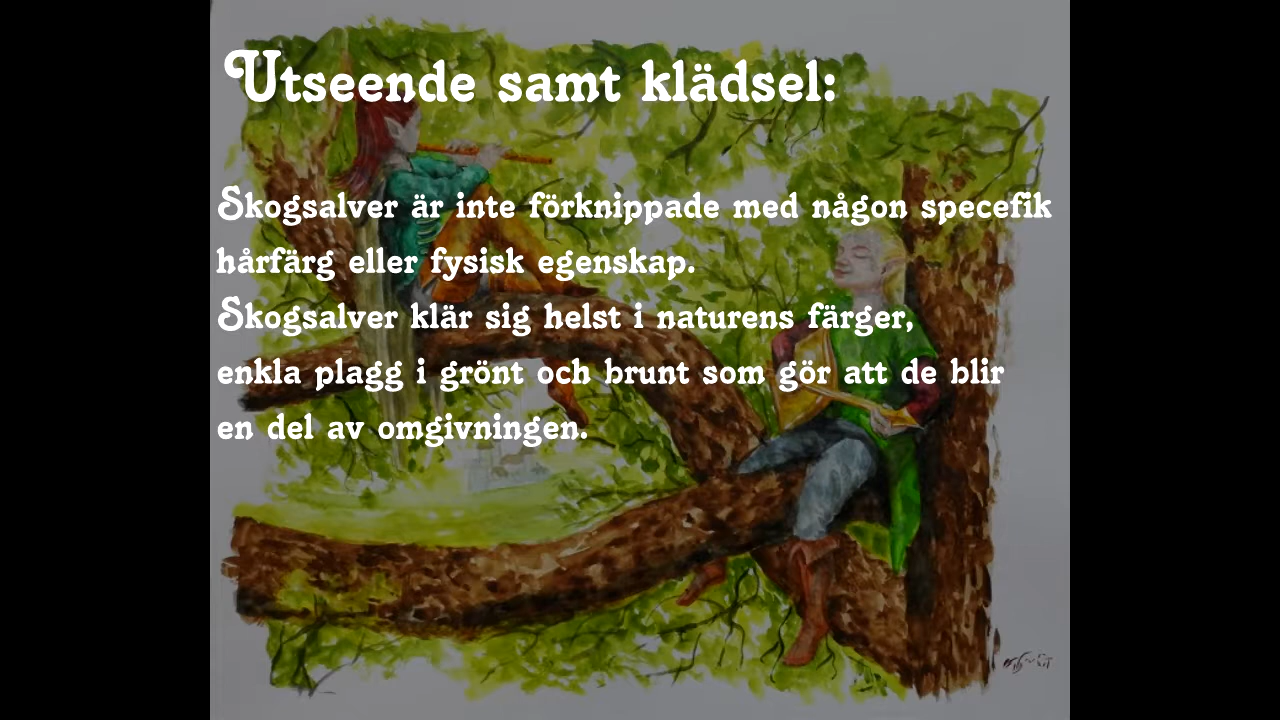 Utseende samt klädsel:
Skogsalver är inte förknippade med någon specefik
hårfärg eller fysisk egenskap.
Skogsalver klär sig helst i naturens färger,
enkla plagg i grönt och brunt som gör att de blir
en del av omgivningen.